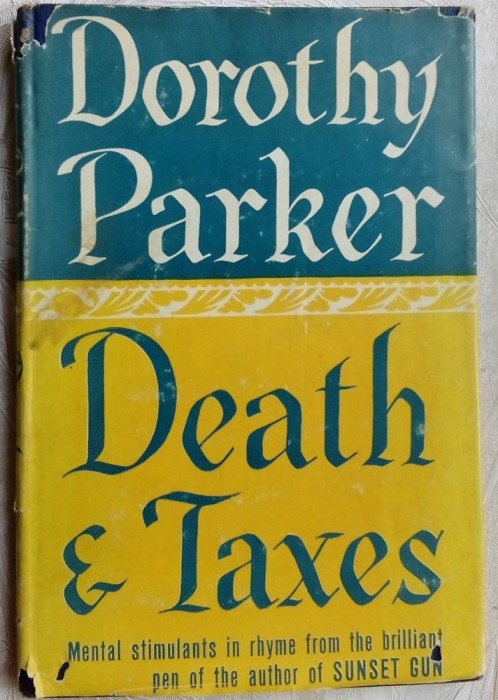 Dorothy
Parker
Death
& Taxes
Mental stimulants in rhyme from the brilliant
pen of the author of SUNSET GUN